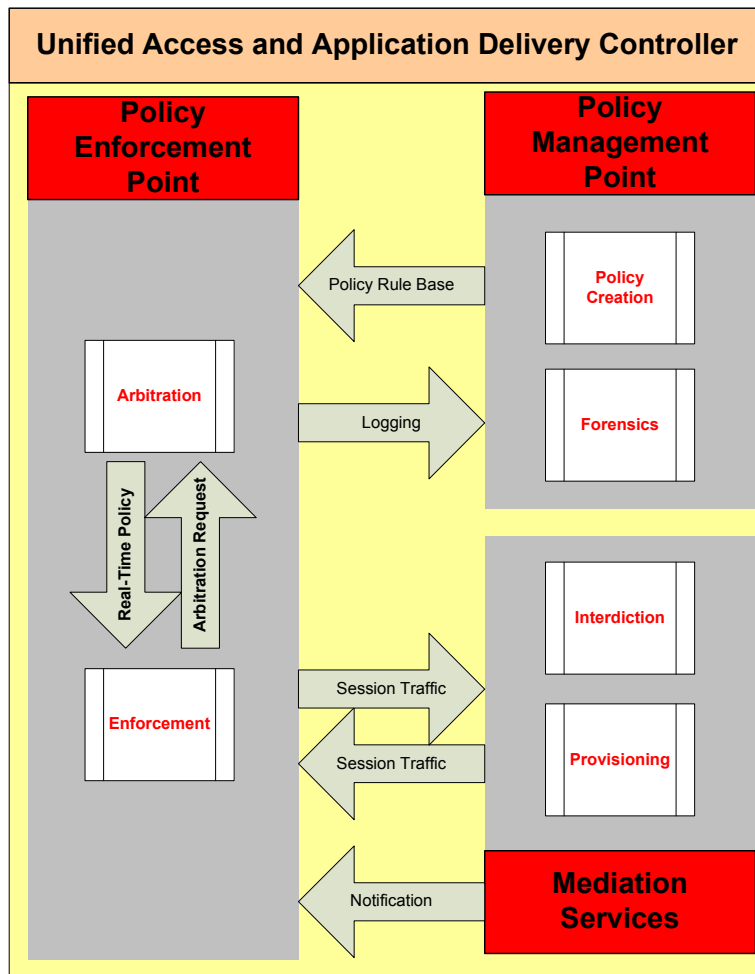 Unified Access and Application Delivery Controller
Policy
Enforcement
Point
Policy
Management
Point
Policy Rule Base
Policy
Creation
Arbitration
Logging
Forensics
Real-Time Policy
Arbitration Request
Interdiction
Enforcement
Session Traffic
Session Traffic
Provisioning
Notification
Mediation
Services